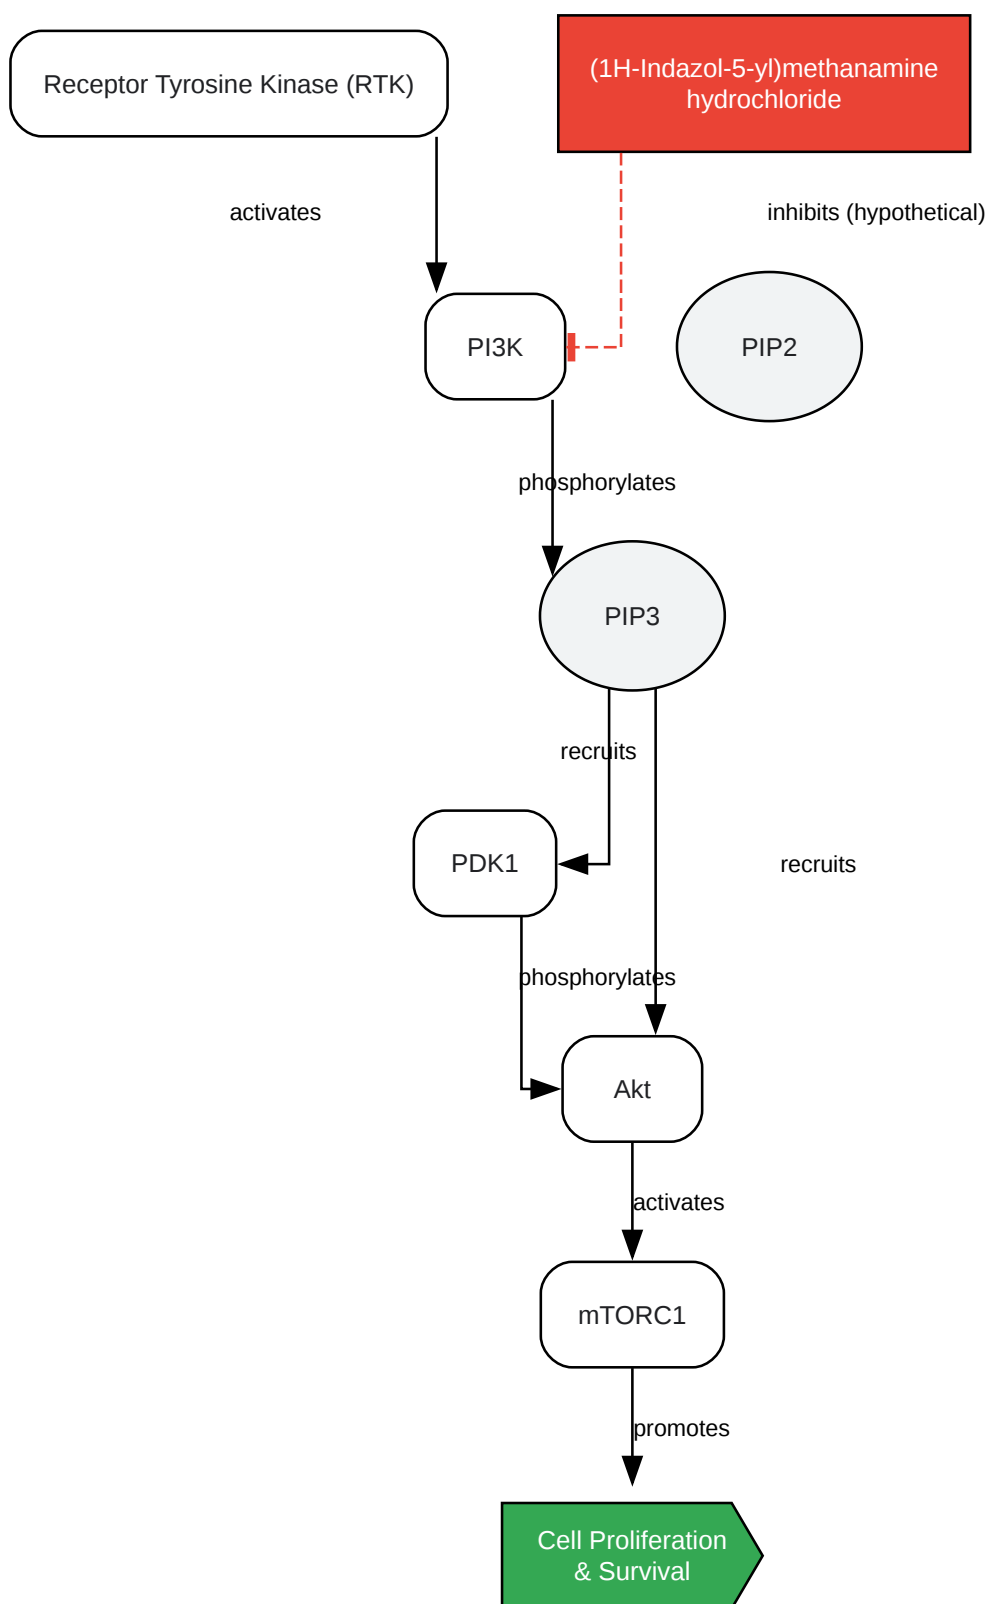 Receptor Tyrosine Kinase (RTK)
(1H-Indazol-5-yl)methanamine
hydrochloride
activates
inhibits (hypothetical)
PI3K
PIP2
phosphorylates
PIP3
recruits
PDK1
recruits
phosphorylates
Akt
activates
mTORC1
promotes
Cell Proliferation
& Survival